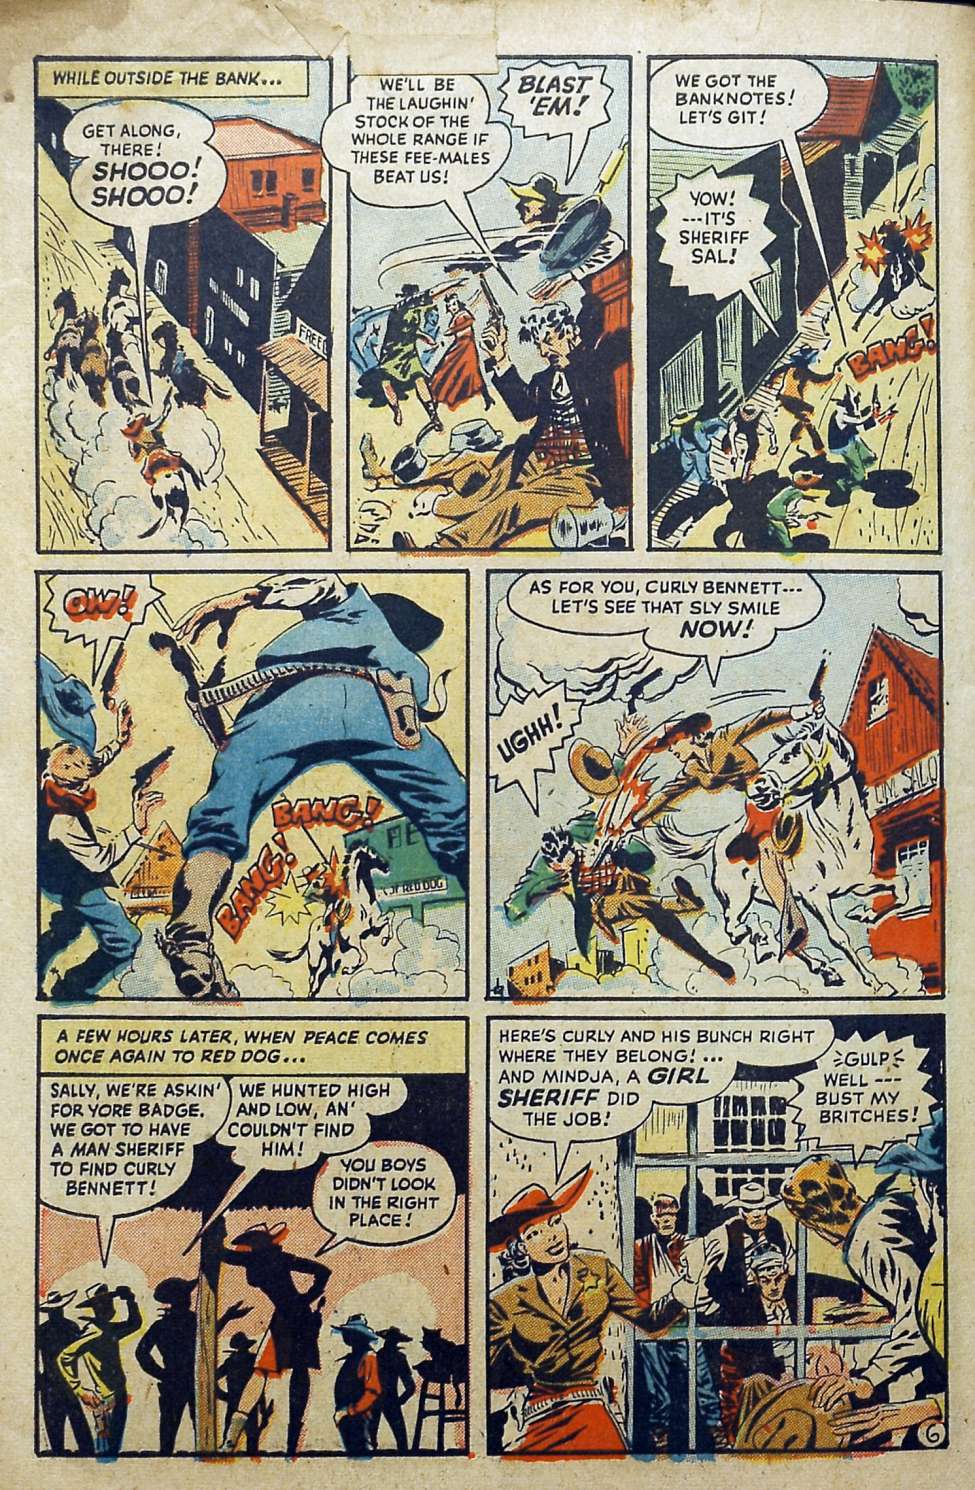 WHILE OUTSIDE THE BANK...
GET ALONG,
THERE!
SHOOO!
SHOOO!
FREED
WE'LL BE
THE LAUGHIN'
STOCK OF THE
WHOLE RANGE IF
THESE FEE-MALES
BEAT US!
BLAST
'EM!
WE GOT THE
BANKNOTES!
LET'S GIT!
YOW!
---IT'S
SHERIFF
SAL!
BANG!
OW!
BANG!
BANG!
OF RED DOG
AS FOR YOU, CURLY BENNETT---
LET'S SEE THAT SLY SMILE
NOW!
UGHH!
SALO
A FEW HOURS LATER, WHEN PEACE COMES
ONCE AGAIN TO RED DOG...
SALLY, WE'RE ASKIN'
FOR YORE BADGE.
WE GOT TO HAVE
A MAN SHERIFF
TO FIND CURLY
BENNETT!
WE HUNTED HIGH
AND LOW, AN'
COULDN'T FIND
HIM!
YOU BOYS
DIDN'T LOOK
IN THE RIGHT
PLACE!
HERE'S CURLY AND HIS BUNCH RIGHT
WHERE THEY BELONG! ...
AND MINDJA, A GIRL
SHERIFF DID
THE JOB!
GULP
WELL ---
BUST MY
BRITCHES!
6